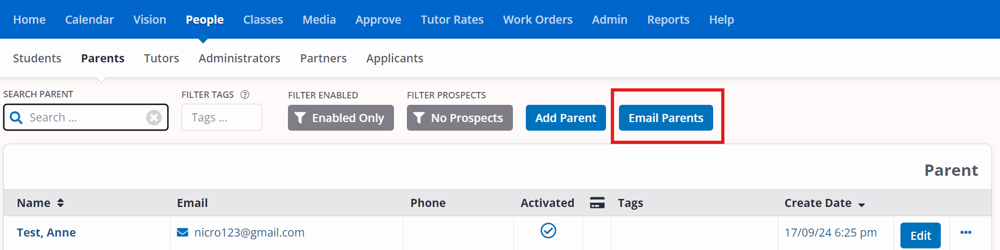 Home Calendar Vision People Classes Media Approve Tutor Rates Work Orders Admin Reports Help
Students Parents Tutors Administrators Partners Applicants
SEARCH PARENT FILTER TAGS ? FILTER ENABLED FILTER PROSPECTS
Search ... Tags ... Enabled Only No Prospects Add Parent Email Parents
Parent
Name Email Phone Activated Tags Create Date
Test, Anne nicro123@gmail.com 17/09/24 6:25 pm Edit